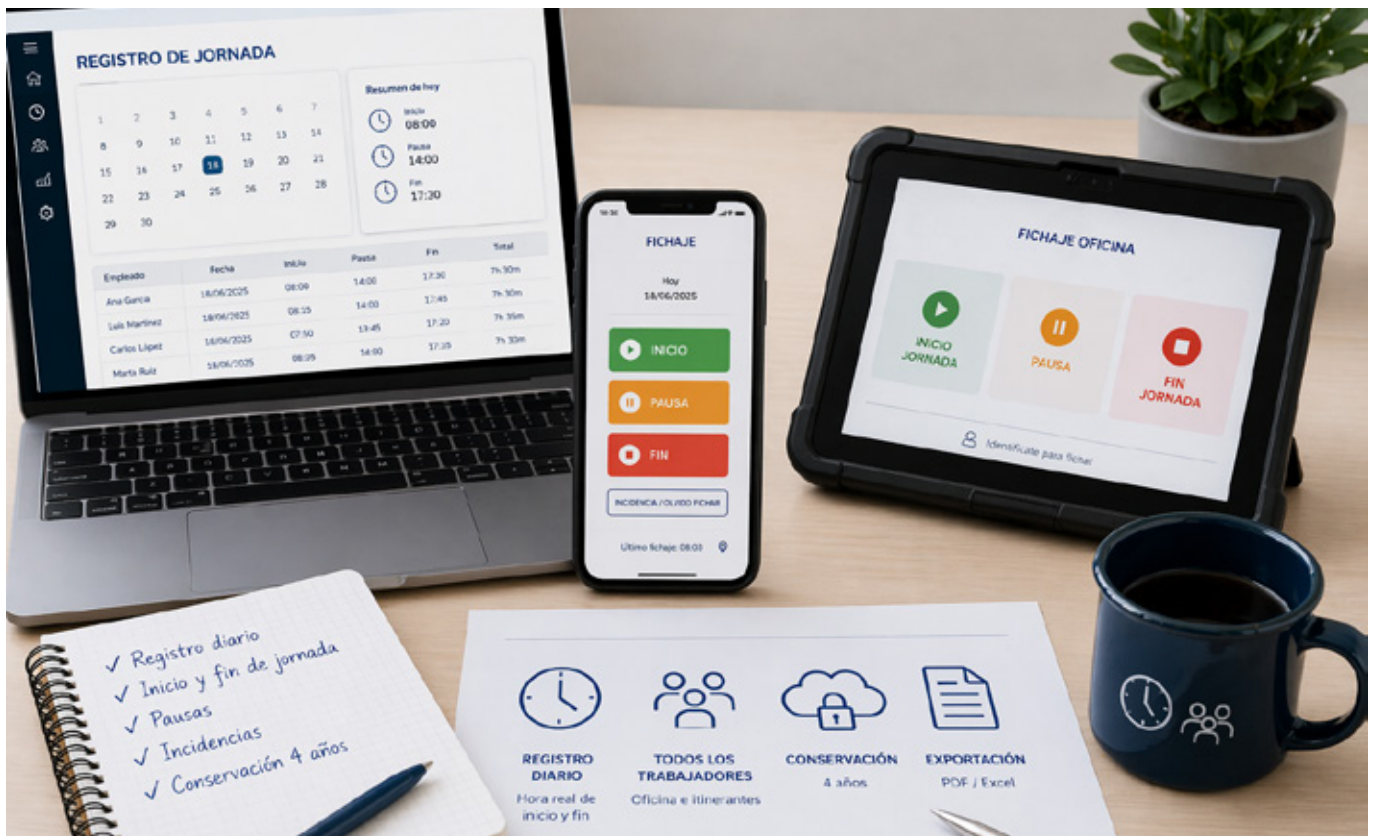 REGISTRO DE JORNADA
1 2 3 4 5 6 7
8 9 10 11 12 13 14
15 16 17 18 19 20 21
22 23 24 25 26 27 28
29 30
Resumen de hoy
Inicio
08:00
Pausa
14:00
Fin
17:30
Empleado Fecha Inicio Pausa Fin Total
Ana García 18/06/2025 08:00 14:00 17:30 7h 30m
Luis Martínez 18/06/2025 08:15 14:00 17:45 7h 30m
Carlos López 18/06/2025 07:50 13:45 17:20 7h 35m
Marta Ruiz 18/06/2025 14:00 7h 30m
FICHAJE
Hoy
18/06/2025
INICIO
PAUSA
FIN
INCIDENCIA / OLVIDO FICHAR
Último fichaje: 08:00
FICHAJE OFICINA
INICIO
JORNADA
PAUSA
FIN
JORNADA
Identifícate para fichar
✓ Registro diario
✓ Inicio y fin de jornada
✓ Pausas
✓ Incidencias
✓ Conservación 4 años
REGISTRO
DIARIO
Hora real de
inicio y fin
TODOS LOS
TRABAJADORES
Oficina e itinerantes
CONSERVACIÓN
4 años
EXPORTACIÓN
PDF / Excel